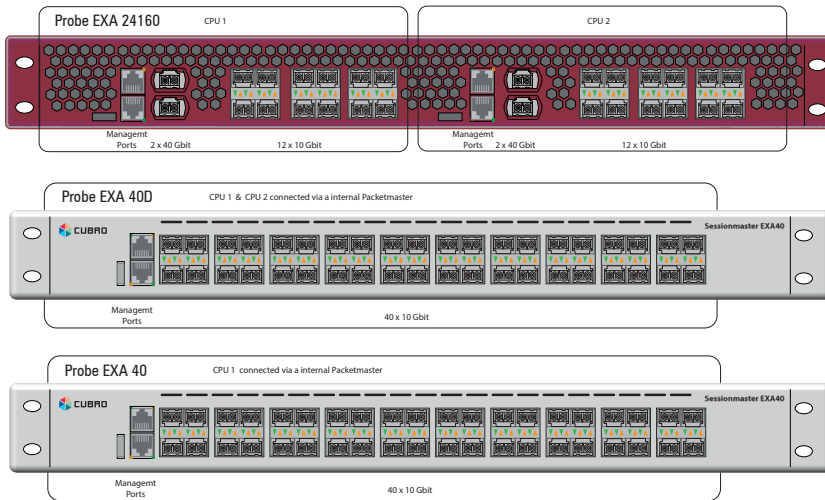 Probe EXA 24160
CPU 1
CPU 2
Managemt
Ports
2 x 40 Gbit
12 x 10 Gbit
Managemt
Ports
2 x 40 Gbit
12 x 10 Gbit
Probe EXA 40D
CPU 1 & CPU 2 connected via a internal Packetmaster
CUBRO
Sessionmaster EXA40
Managemt
Ports
40 x 10 Gbit
Probe EXA 40
CPU 1 connected via a internal Packetmaster
CUBRO
Sessionmaster EXA40
Managemt
Ports
40 x 10 Gbit